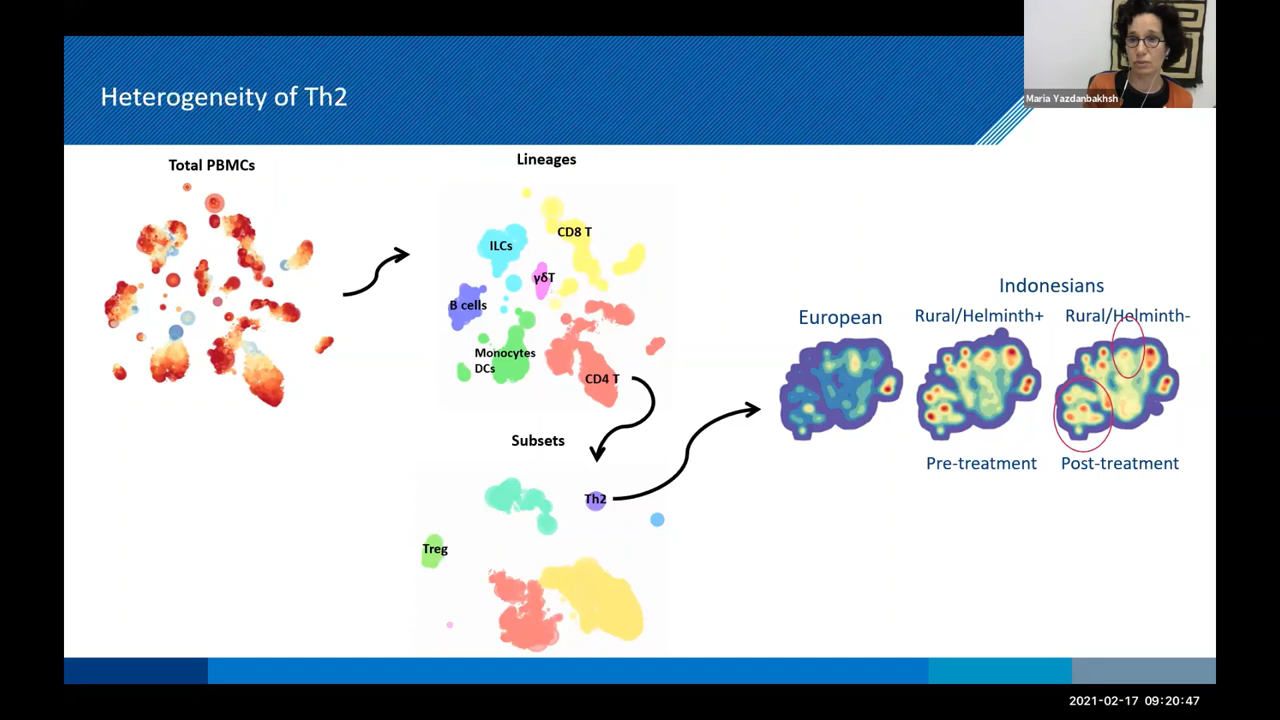 Maria Yazdanbakhsh
Heterogeneity of Th2
Total PBMCs
Lineages
CD8 T
ILCs
γδT
B cells
Monocytes
DCs
CD4 T
Subsets
Th2
Treg
Indonesians
European
Rural/Helminth+
Rural/Helminth-
Pre-treatment
Post-treatment
2021-02-17 09:20:47